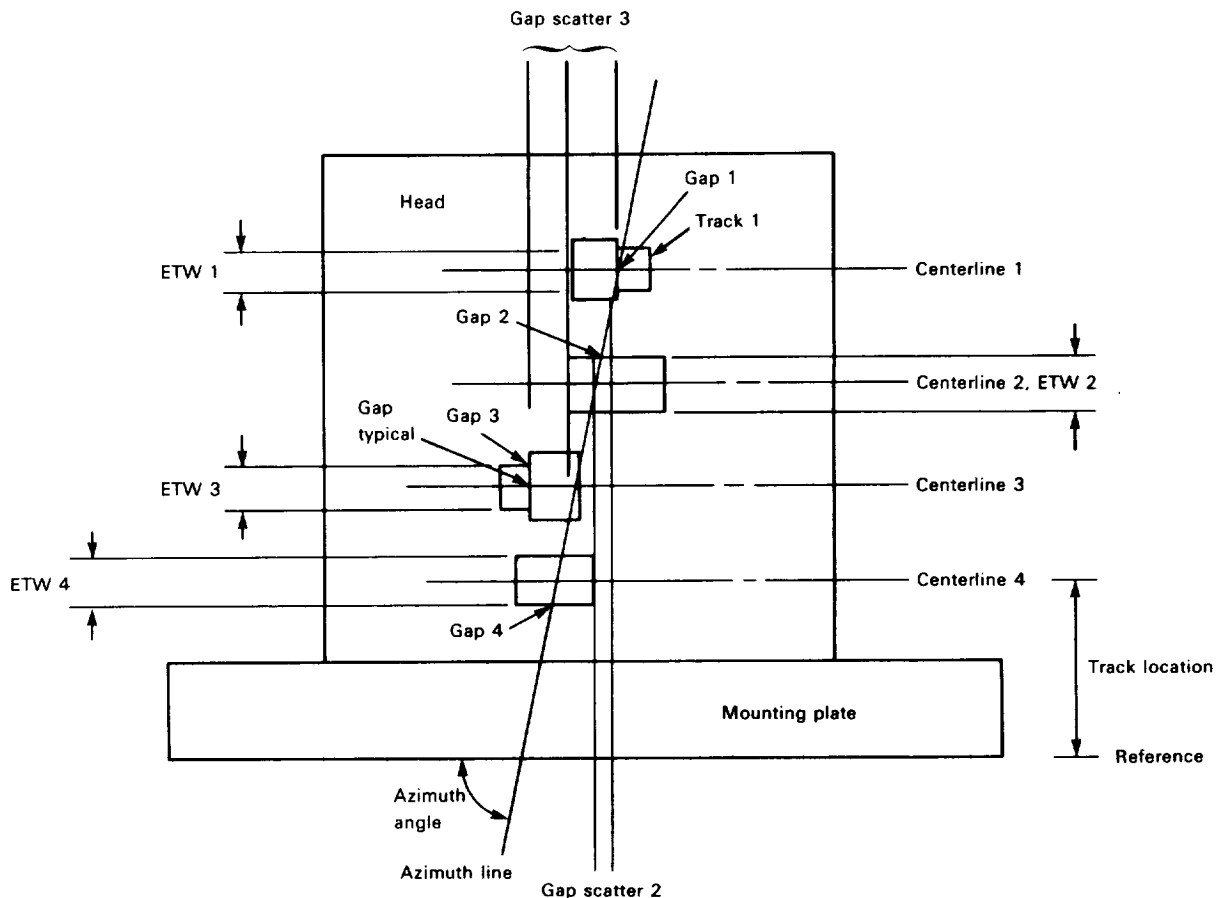 Gap scatter 3
Head
Gap 1
Track 1
ETW 1
Centerline 1
Gap 2
Centerline 2, ETW 2
Gap 3
Gap
typical
ETW 3
Centerline 3
ETW 4
Centerline 4
Gap 4
Track location
Mounting plate
Reference
Azimuth
angle
Azimuth line
Gap scatter 2